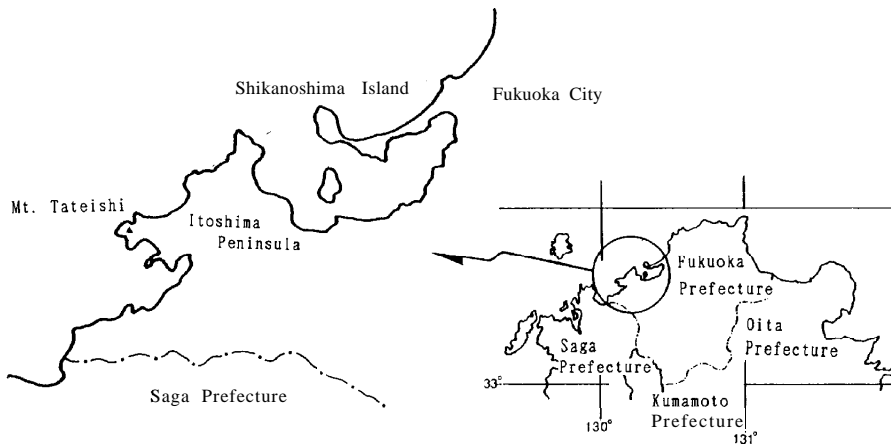 Shikanoshima Island
Fukuoka City
Mt. Tateishi
Itoshima
Peninsula
Saga Prefecture
Fukuoka
Prefecture
Oita
Prefecture
Saga
Prefecture
33°
Kumamoto
Prefecture
130°
131°